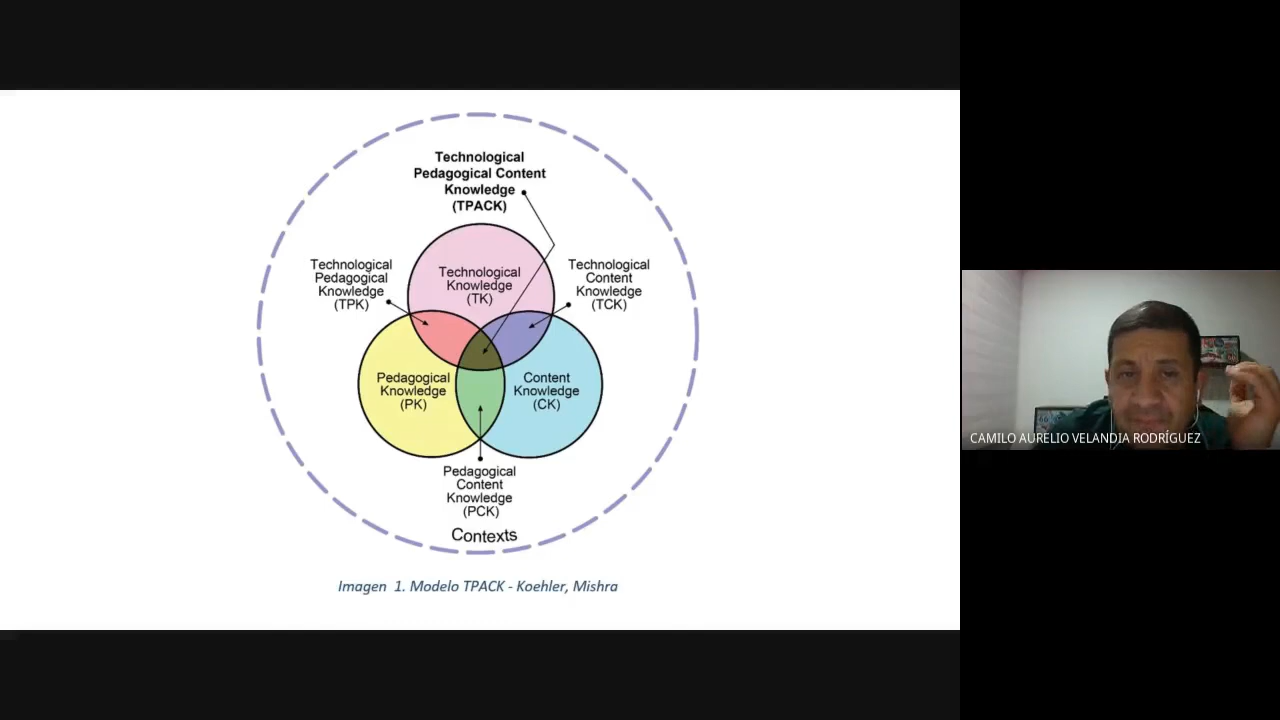 Technological
Pedagogical Content
Knowledge
(TPACK)
Technological
Pedagogical
Knowledge
(TPK)
Technological
Knowledge
(TK)
Technological
Content
Knowledge
(TCK)
Pedagogical
Knowledge
(PK)
Content
Knowledge
(CK)
Pedagogical
Content
Knowledge
(PCK)
Contexts
Imagen 1. Modelo TPACK - Koehler, Mishra
CAMILO AURELIO VELANDIA RODRÍGUEZ